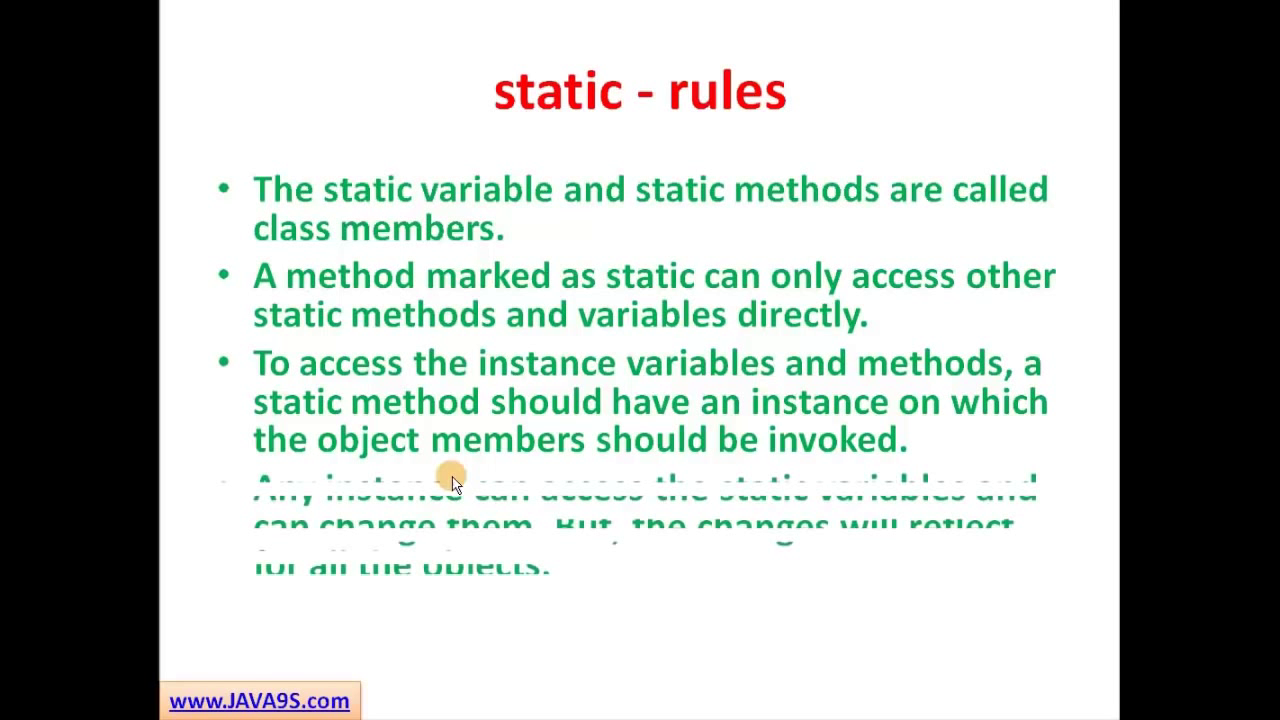 static - rules
• The static variable and static methods are called
class members.
• A method marked as static can only access other
static methods and variables directly.
• To access the instance variables and methods, a
static method should have an instance on which
the object members should be invoked.
Any instance can access the static variables and
can change them. But, the changes will reflect
for all the objects.
www.JAVA9S.com